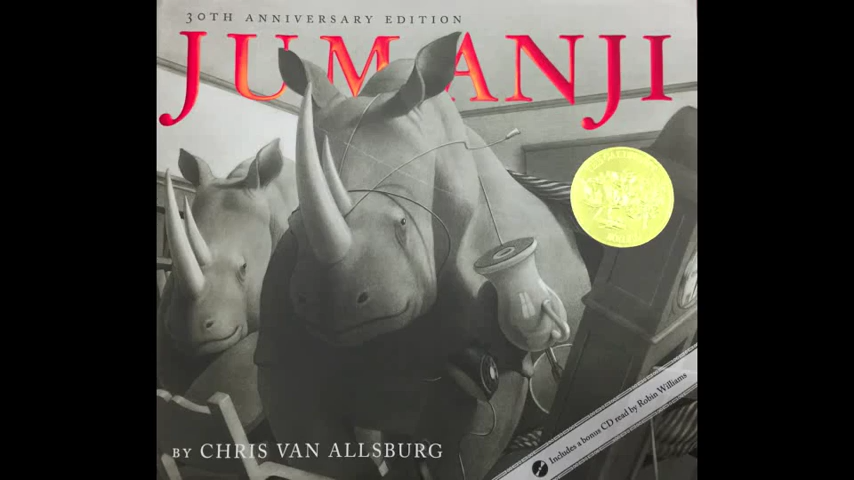 30TH ANNIVERSARY EDITION
JUMANJI
BY CHRIS VAN ALLSBURG
Includes a bonus CD read by Robin Williams